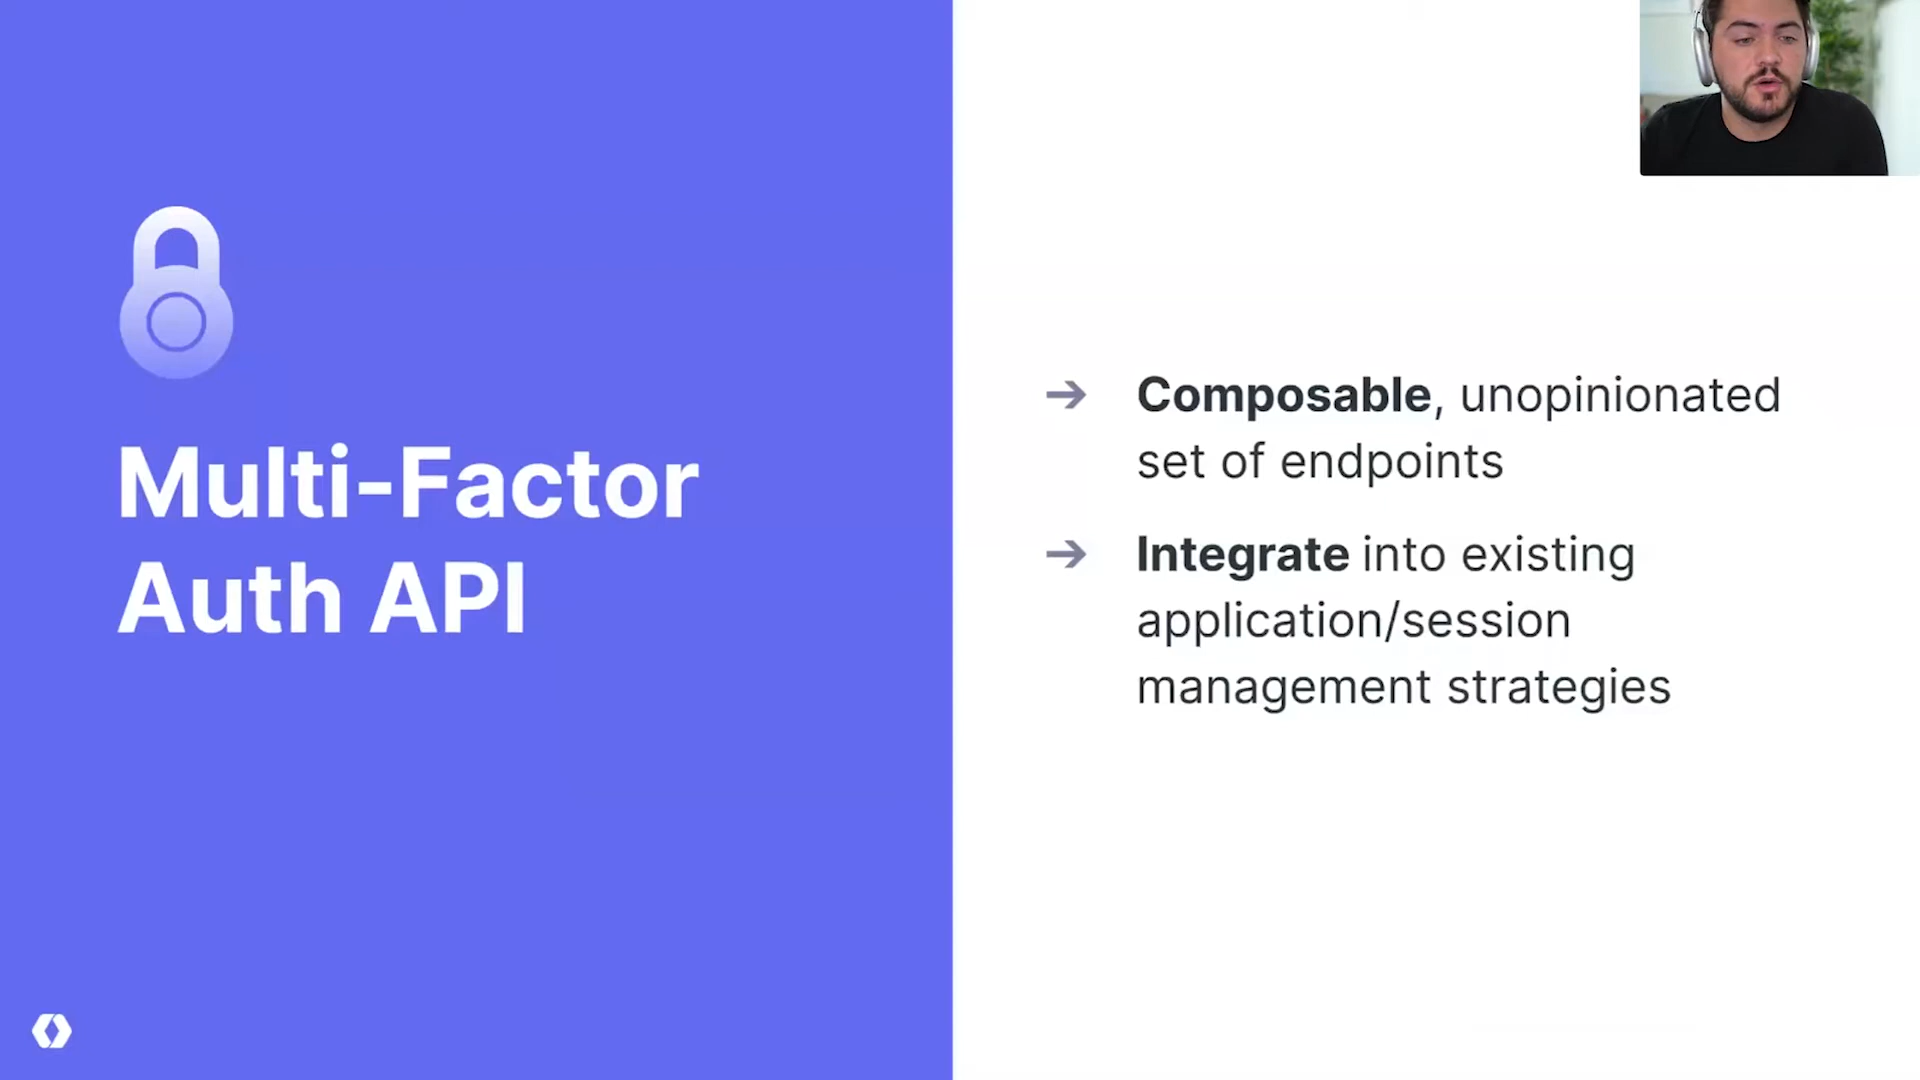 Multi-Factor
Auth API
→ Composable, unopinionated
set of endpoints
→ Integrate into existing
application/session
management strategies